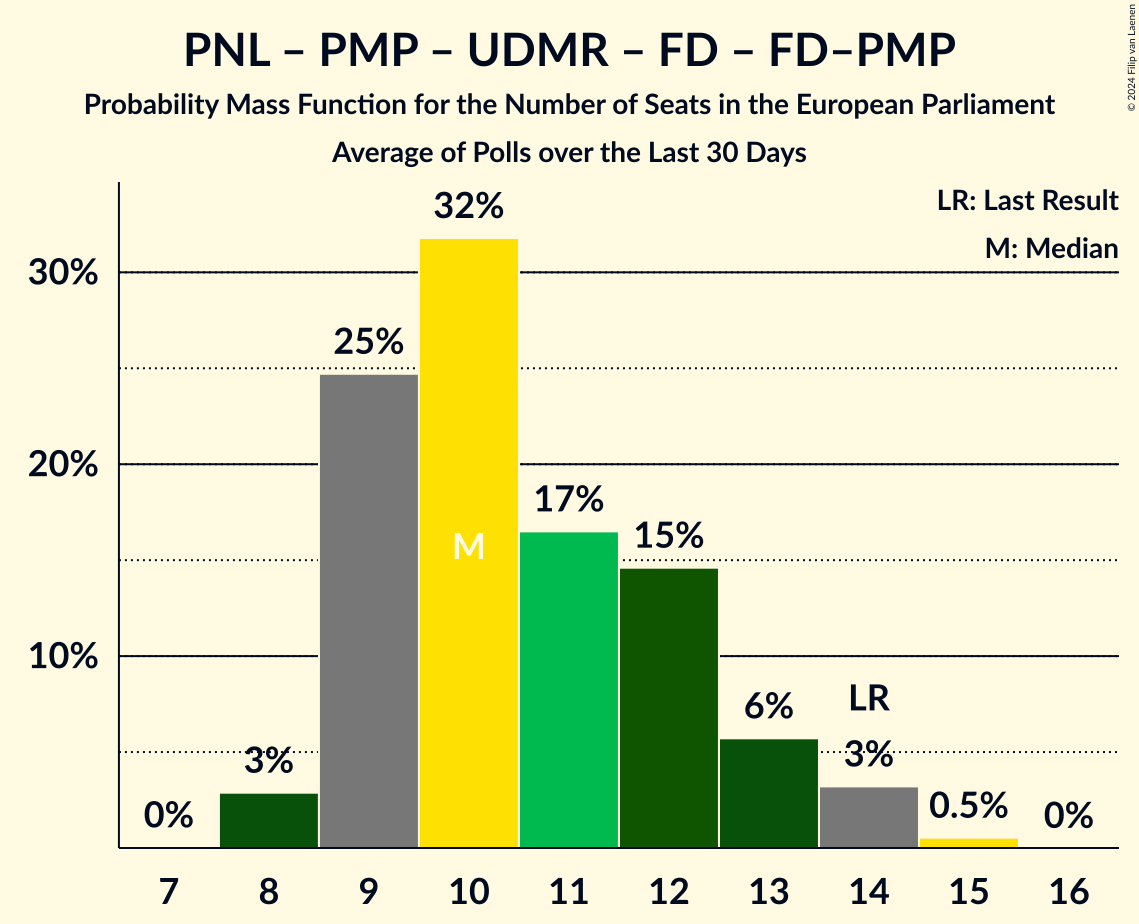 PNL – PMP – UDMR – FD – FD–PMP
Probability Mass Function for the Number of Seats in the European Parliament
Average of Polls over the Last 30 Days
© 2024 Filip van Laenen
LR: Last Result
M: Median
30%
20%
10%
0%
3%
25%
32%
M
17%
15%
6%
LR
3%
0.5%
0%
7 8 9 10 11 12 13 14 15 16